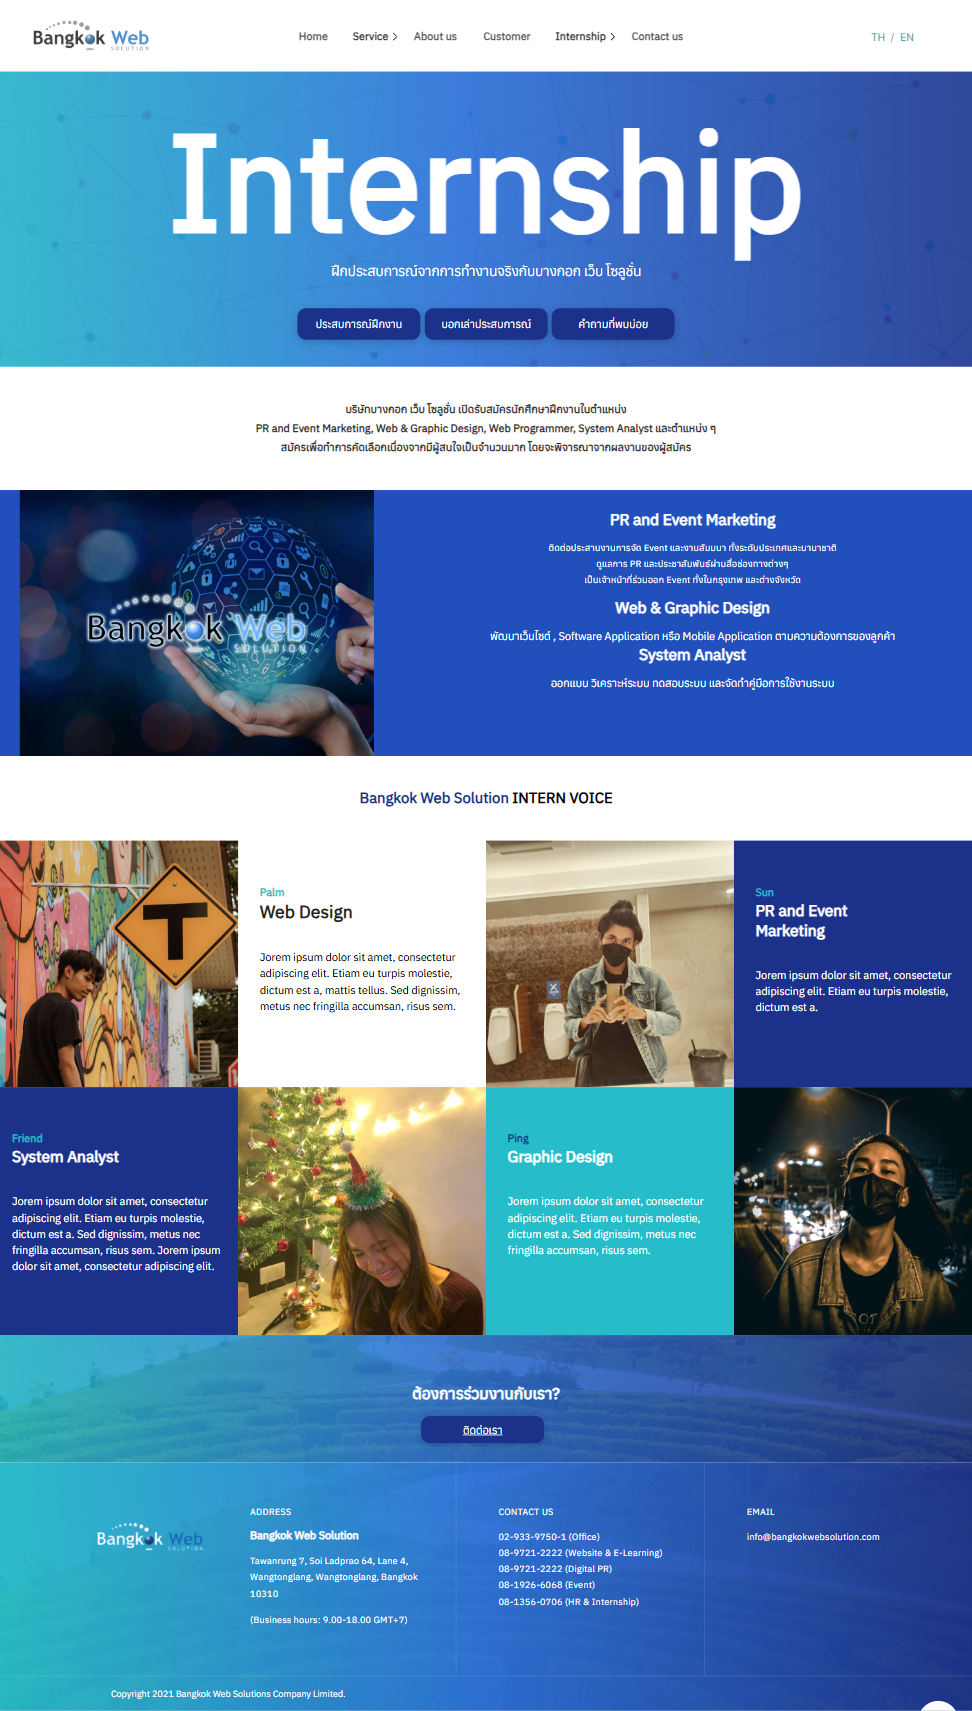 Bangkok Web
SOLUTION
Home
Service
About us
Customer
Internship
Contact us
TH / EN
Internship
ฝึกประสบการณ์จากการทำงานจริงกับบางกอก เว็บ โซลูชั่น
ประสบการณ์ฝึกงาน
บอกเล่าประสบการณ์
คำถามที่พบบ่อย
บริษัทบางกอก เว็บ โซลูชั่น เปิดรับสมัครนักศึกษาฝึกงานในตำแหน่ง
PR and Event Marketing, Web & Graphic Design, Web Programmer, System Analyst และตำแหน่ง ๆ
สมัครเพื่อทำการคัดเลือกเนื่องจากมีผู้สนใจเป็นจำนวนมาก โดยจะพิจารณาจากผลงานของผู้สมัคร
Bangkok Web
SOLUTION
PR and Event Marketing
ติดต่อประสานงานการจัด Event และงานสัมมนา ทั้งระดับประเทศและนานาชาติ
ดูแลการ PR และประชาสัมพันธ์ผ่านสื่อช่องทางต่างๆ
เป็นเจ้าหน้าที่ร่วมออก Event ทั้งในกรุงเทพ และต่างจังหวัด
Web & Graphic Design
พัฒนาเว็บไซต์ , Software Application หรือ Mobile Application ตามความต้องการของลูกค้า
System Analyst
ออกแบบ วิเคราะห์ระบบ ทดสอบระบบ และจัดทำคู่มือการใช้งานระบบ
Bangkok Web Solution INTERN VOICE
T
Palm
Web Design
Jorem ipsum dolor sit amet, consectetur
adipiscing elit. Etiam eu turpis molestie,
dictum est a, mattis tellus. Sed dignissim,
metus nec fringilla accumsan, risus sem.
Sun
PR and Event
Marketing
Jorem ipsum dolor sit amet, consectetur
adipiscing elit. Etiam eu turpis molestie,
dictum est a.
Friend
System Analyst
Jorem ipsum dolor sit amet, consectetur
adipiscing elit. Etiam eu turpis molestie,
dictum est a. Sed dignissim, metus nec
fringilla accumsan, risus sem. Jorem ipsum
dolor sit amet, consectetur adipiscing elit.
Ping
Graphic Design
Jorem ipsum dolor sit amet, consectetur
adipiscing elit. Etiam eu turpis molestie,
dictum est a. Sed dignissim, metus nec
fringilla accumsan, risus sem.
ต้องการร่วมงานกับเรา?
ติดต่อเรา
Bangkok Web
SOLUTION
ADDRESS
Bangkok Web Solution
Tawanrung 7, Soi Ladprao 64, Lane 4,
Wangtonglang, Wangtonglang, Bangkok
10310
(Business hours: 9.00-18.00 GMT+7)
CONTACT US
02-933-9750-1 (Office)
08-9721-2222 (Website & E-Learning)
08-9721-2222 (Digital PR)
08-1926-6068 (Event)
08-1356-0706 (HR & Internship)
EMAIL
info@bangkokwebsolution.com
Copyright 2021 Bangkok Web Solutions Company Limited.